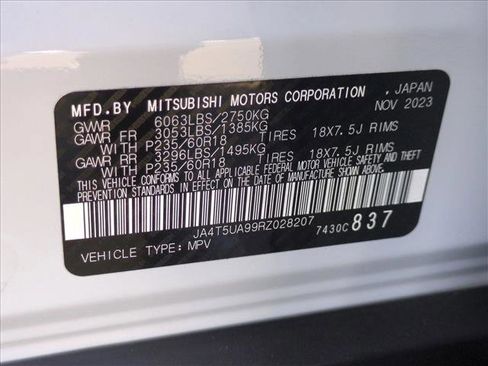 MFD.BY MITSUBISHI MOTORS CORPORATION , JAPAN
GVWR 6063LBS/2750KG NOV 2023
GAWR FR 3053LBS/1385KG
WITH P235/60R18 TIRES 18X7.5J RIMS
GAWR RR 3296LBS/1495KG
WITH P235/60R18 TIRES 18X7.5J RIMS
THIS VEHICLE CONFORMS TO ALL APPLICABLE FEDERAL MOTOR VEHICLE SAFETY AND THEFT
PREVENTION STANDARDS IN EFFECT ON THE DATE OF MANUFACTURE SHOWN ABOVE.
JA4T5UA99RZ028207 7430C 837
VEHICLE TYPE: MPV